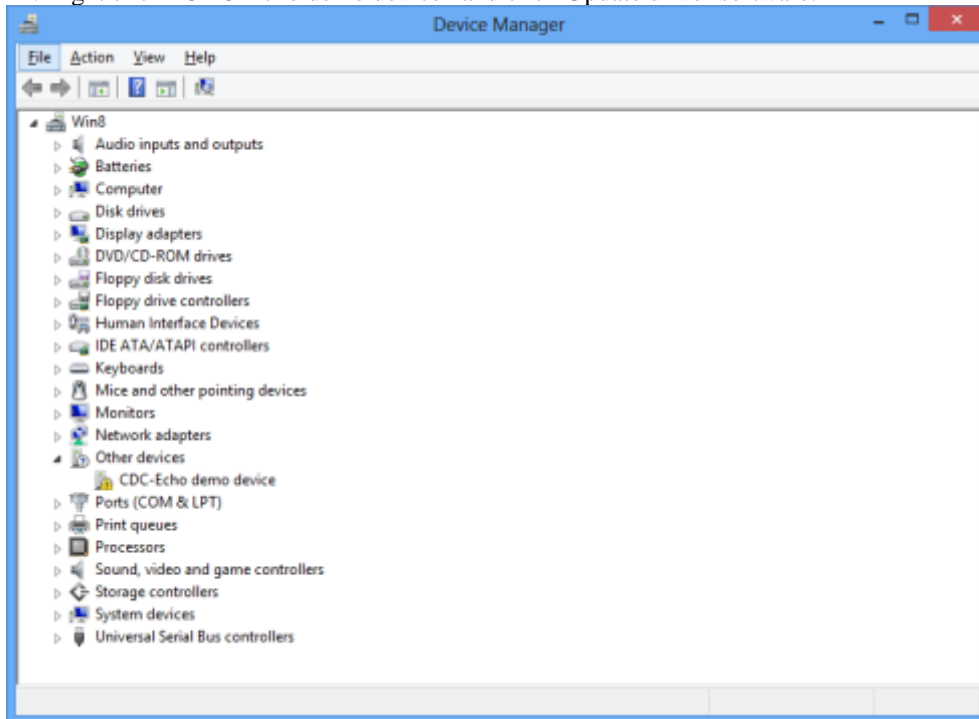 Device Manager
File Action View Help
Win8
Audio inputs and outputs
Batteries
Computer
Disk drives
Display adapters
DVD/CD-ROM drives
Floppy disk drives
Floppy drive controllers
Human Interface Devices
IDE ATA/ATAPI controllers
Keyboards
Mice and other pointing devices
Monitors
Network adapters
Other devices
CDC-Echo demo device
Ports (COM & LPT)
Print queues
Processors
Sound, video and game controllers
Storage controllers
System devices
Universal Serial Bus controllers